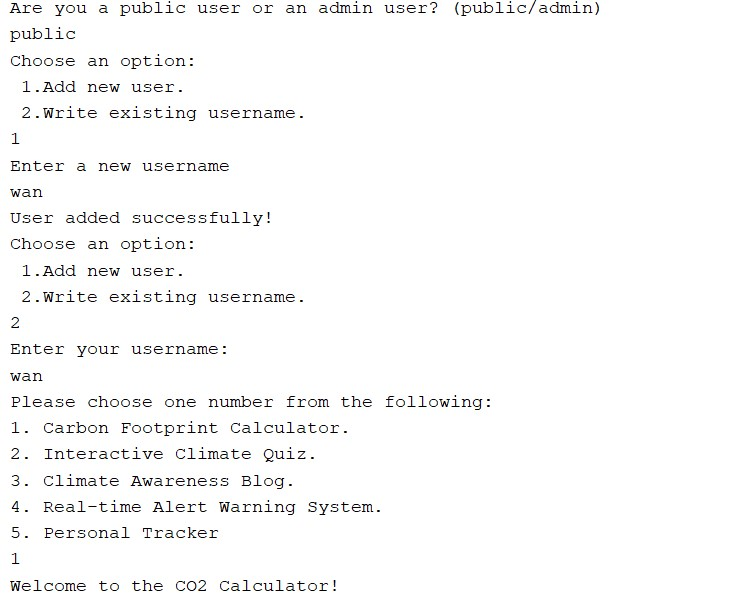 Are you a public user or an admin user? (public/admin)
public
Choose an option:
 1.Add new user.
 2.Write existing username.
1
Enter a new username
wan
User added successfully!
Choose an option:
 1.Add new user.
 2.Write existing username.
2
Enter your username:
wan
Please choose one number from the following:
1. Carbon Footprint Calculator.
2. Interactive Climate Quiz.
3. Climate Awareness Blog.
4. Real-time Alert Warning System.
5. Personal Tracker
1
Welcome to the CO2 Calculator!